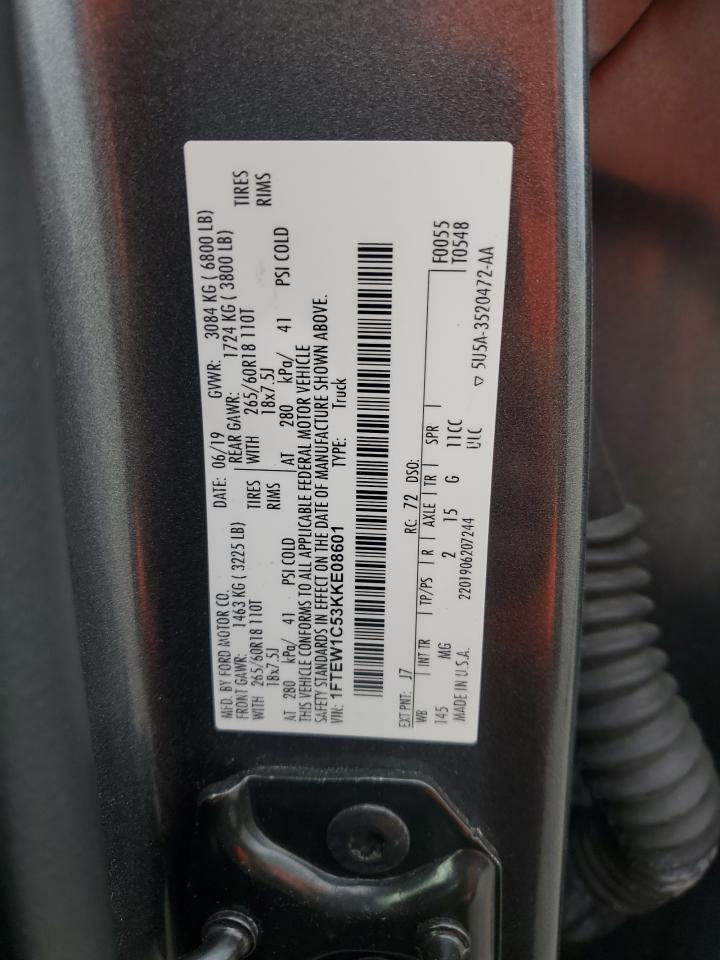 MFD. BY FORD MOTOR CO. DATE: 06/19 GVWR: 3084 KG ( 6800 LB)
FRONT GAWR: 1463 KG ( 3225 LB) REAR GAWR: 1724 KG ( 3800 LB)
WITH 265/60R18 110T TIRES WITH 265/60R18 110T TIRES
18x7.5J RIMS 18x7.5J RIMS
AT 280 kPa/ 41 PSI COLD AT 280 kPa/ 41 PSI COLD
THIS VEHICLE CONFORMS TO ALL APPLICABLE FEDERAL MOTOR VEHICLE
SAFETY STANDARDS IN EFFECT ON THE DATE OF MANUFACTURE SHOWN ABOVE.
VIN: 1FTEW1C53KKE08601 TYPE: Truck
EXT PNT: J7 RC: 72 DSO: F0055
WB INT TR TP/PS R AXLE TR SPR T0548
145 MG 2 15 G 11CC
MADE IN U.S.A. 2201906207244 5U5A-3520472-AA